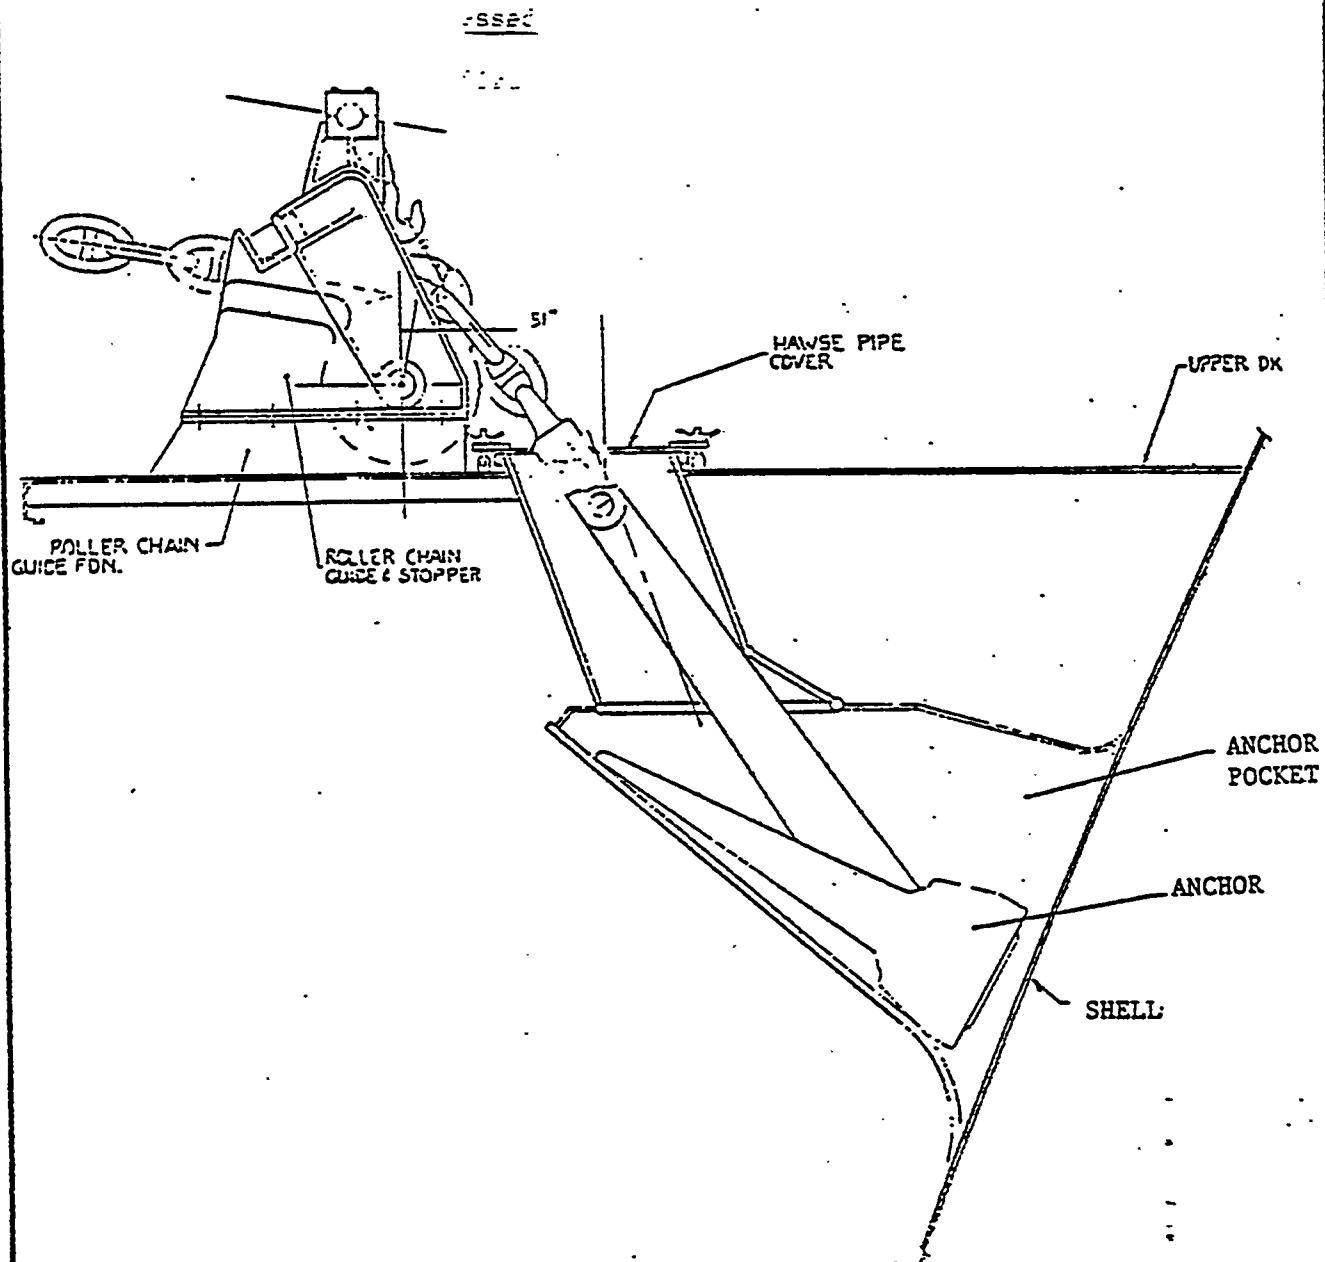 51"
HAWSE PIPE
COVER
UPPER DK
ROLLER CHAIN
GUIDE FDN.
ROLLER CHAIN
GUIDE & STOPPER
ANCHOR
POCKET
ANCHOR
SHELL